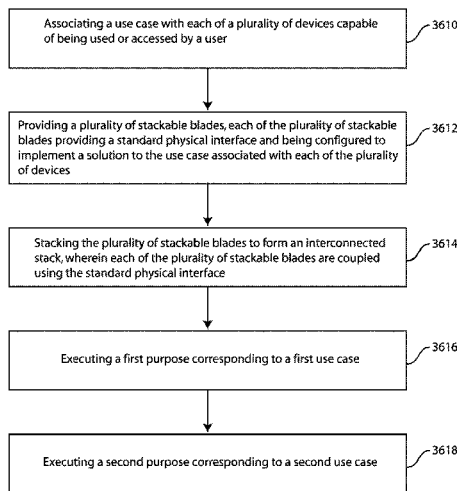 Associating a use case with each of a plurality of devices capable
of being used or accessed by a user
3610
Providing a plurality of stackable blades, each of the plurality of stackable
blades providing a standard physical interface and being configured to
implement a solution to the use case associated with each of the plurality
of devices
3612
Stacking the plurality of stackable blades to form an interconnected
stack, wherein each of the plurality of stackable blades are coupled
using the standard physical interface
3614
Executing a first purpose corresponding to a first use case
3616
Executing a second purpose corresponding to a second use case
3618